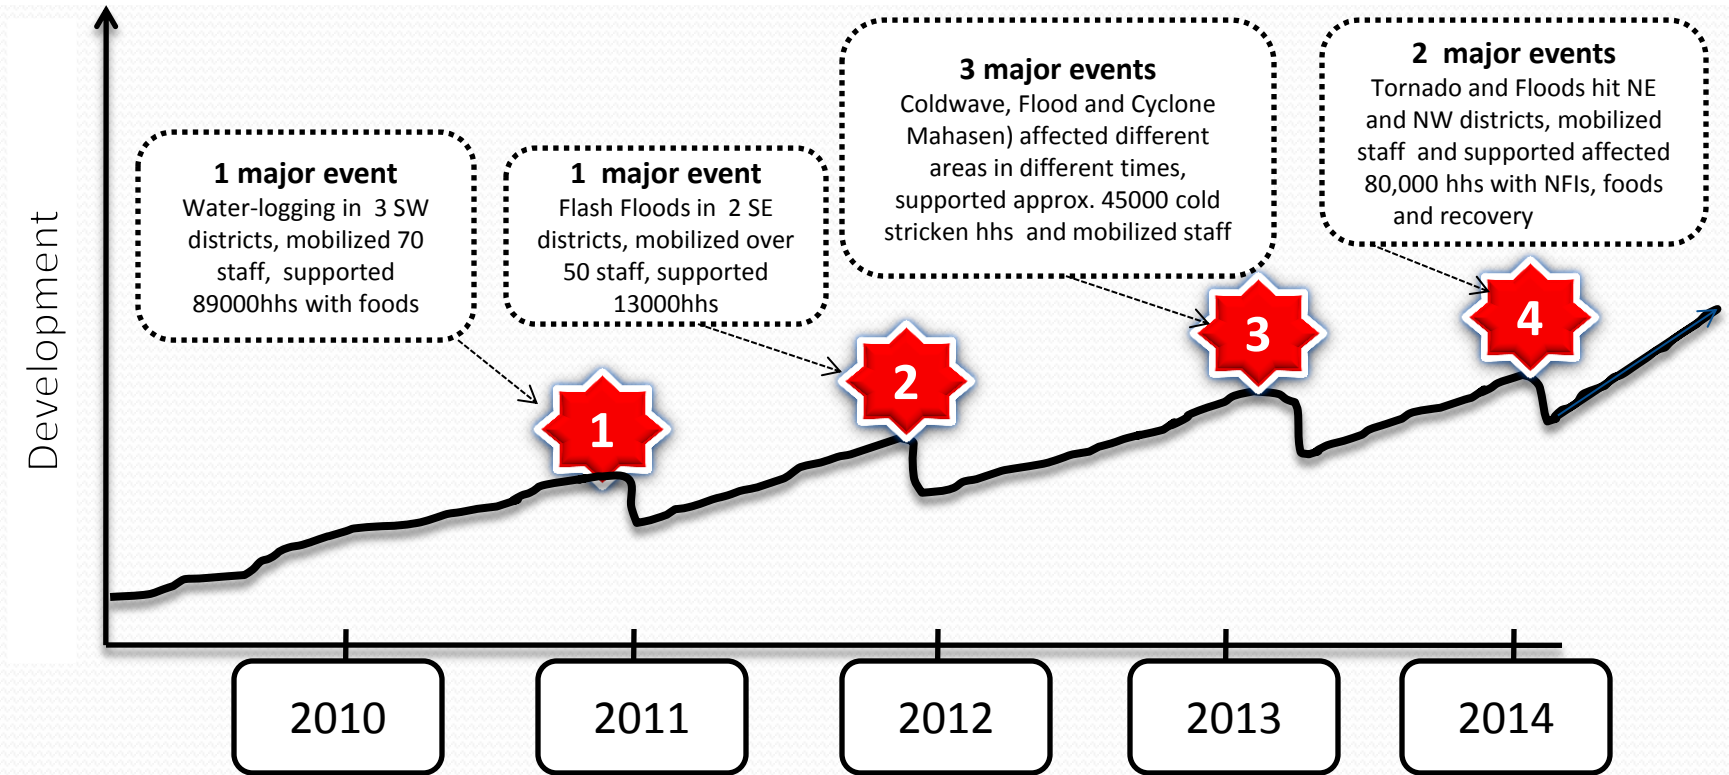 Development
1 major event
Water-logging in 3 SW
districts, mobilized 70
staff, supported
89000hhs with foods
1 major event
Flash Floods in 2 SE
districts, mobilized over
50 staff, supported
13000hhs
3 major events
Coldwave, Flood and Cyclone
Mahasen) affected different
areas in different times,
supported approx. 45000 cold
stricken hhs and mobilized staff
2 major events
Tornado and Floods hit NE
and NW districts, mobilized
staff and supported affected
80,000 hhs with NFIs, foods
and recovery
1
2
3
4
2010
2011
2012
2013
2014